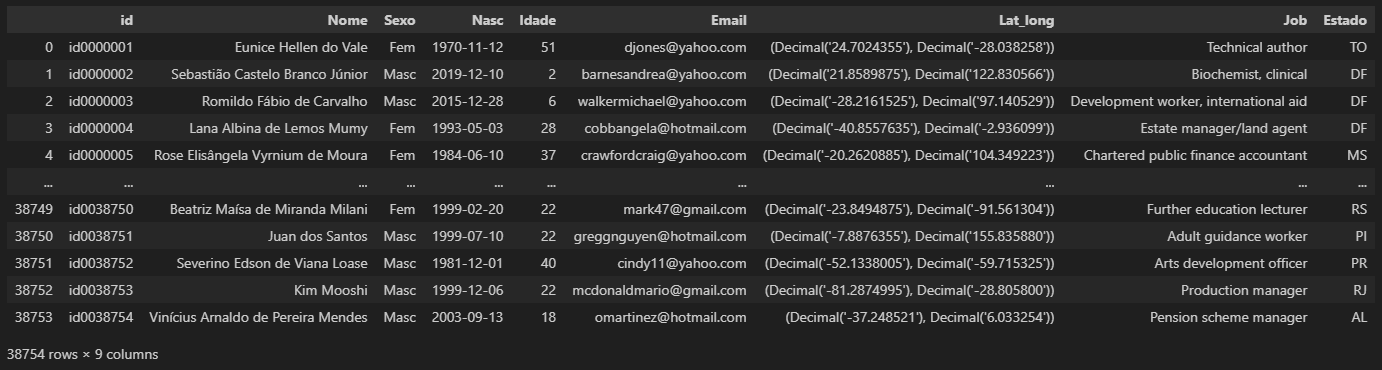 id Nome Sexo Nasc Idade Email Lat_long Job Estado
0 id0000001 Eunice Hellen do Vale Fem 1970-11-12 51 djones@yahoo.com (Decimal('24.7024355'), Decimal('-28.038258')) Technical author TO
1 id0000002 Sebastião Castelo Branco Júnior Masc 2019-12-10 2 barnesandrea@yahoo.com (Decimal('21.8589875'), Decimal('122.830566')) Biochemist, clinical DF
2 id0000003 Romildo Fábio de Carvalho Masc 2015-12-28 6 walkermichael@yahoo.com (Decimal('-28.2161525'), Decimal('97.140529')) Development worker, international aid DF
3 id0000004 Lana Albina de Lemos Mumy Fem 1993-05-03 28 cobbangela@hotmail.com (Decimal('-40.8557635'), Decimal('-2.936099')) Estate manager/land agent DF
4 id0000005 Rose Elisângela Vyrnium de Moura Fem 1984-06-10 37 crawfordcraig@yahoo.com (Decimal('-20.2620885'), Decimal('104.349223')) Chartered public finance accountant MS
... ... ... ... ... ... ... ... ... ...
38749 id0038750 Beatriz Maísa de Miranda Milani Fem 1999-02-20 22 mark47@gmail.com (Decimal('-23.8494875'), Decimal('-91.561304')) Further education lecturer RS
38750 id0038751 Juan dos Santos Masc 1999-07-10 22 greggnguyen@hotmail.com (Decimal('-7.8876355'), Decimal('155.835880')) Adult guidance worker PI
38751 id0038752 Severino Edson de Viana Loase Masc 1981-12-01 40 cindy11@yahoo.com (Decimal('-52.1338005'), Decimal('-59.715325')) Arts development officer PR
38752 id0038753 Kim Mooshi Masc 1999-12-06 22 mcdonaldmario@gmail.com (Decimal('-81.2874995'), Decimal('-28.805800')) Production manager RJ
38753 id0038754 Vinícius Arnaldo de Pereira Mendes Masc 2003-09-13 18 omartinez@hotmail.com (Decimal('-37.248521'), Decimal('6.033254')) Pension scheme manager AL
38754 rows × 9 columns